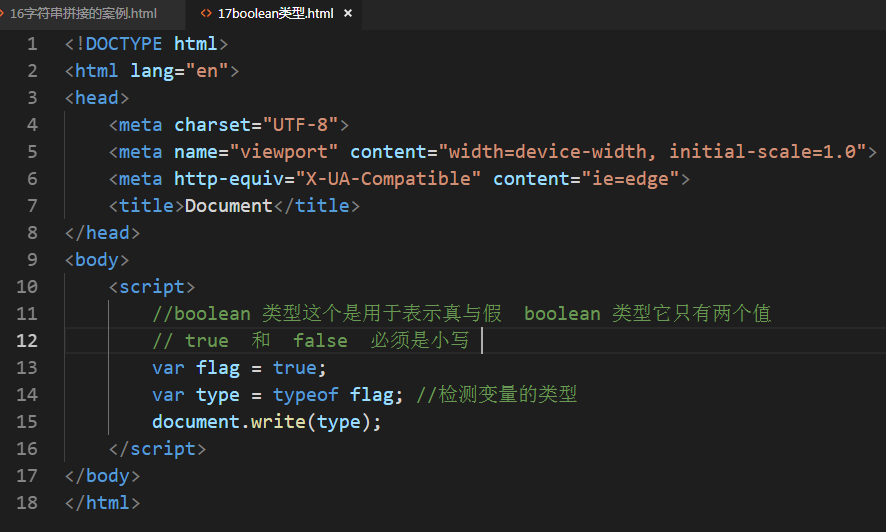 16字符串拼接的案例.html <> 17boolean类型.html ×
1 <!DOCTYPE html>
2 <html lang="en">
3 <head>
4 <meta charset="UTF-8">
5 <meta name="viewport" content="width=device-width, initial-scale=1.0">
6 <meta http-equiv="X-UA-Compatible" content="ie=edge">
7 <title>Document</title>
8 </head>
9 <body>
10 <script>
11 //boolean 类型这个是用于表示真与假  boolean 类型它只有两个值
12 // true  和  false  必须是小写
13 var flag = true;
14 var type = typeof flag; //检测变量的类型
15 document.write(type);
16 </script>
17 </body>
18 </html>